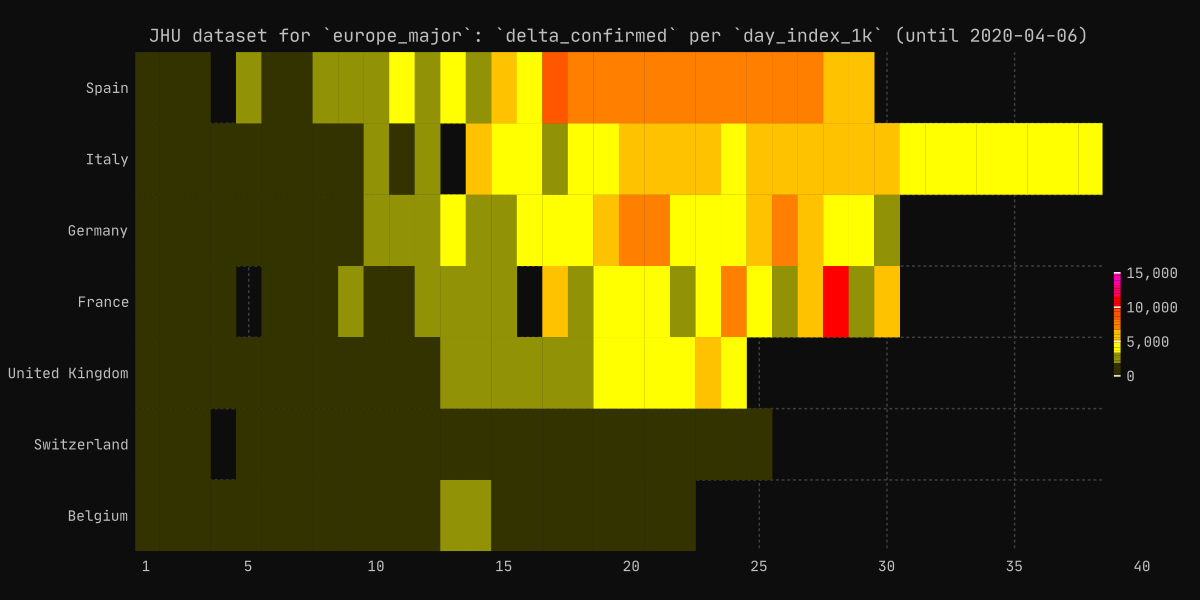 JHU dataset for `europe_major`: `delta_confirmed` per `day_index_1k` (until 2020-04-06)
Spain
Italy
Germany
France
United Kingdom
Switzerland
Belgium
15,000
10,000
5,000
0
1 5 10 15 20 25 30 35 40